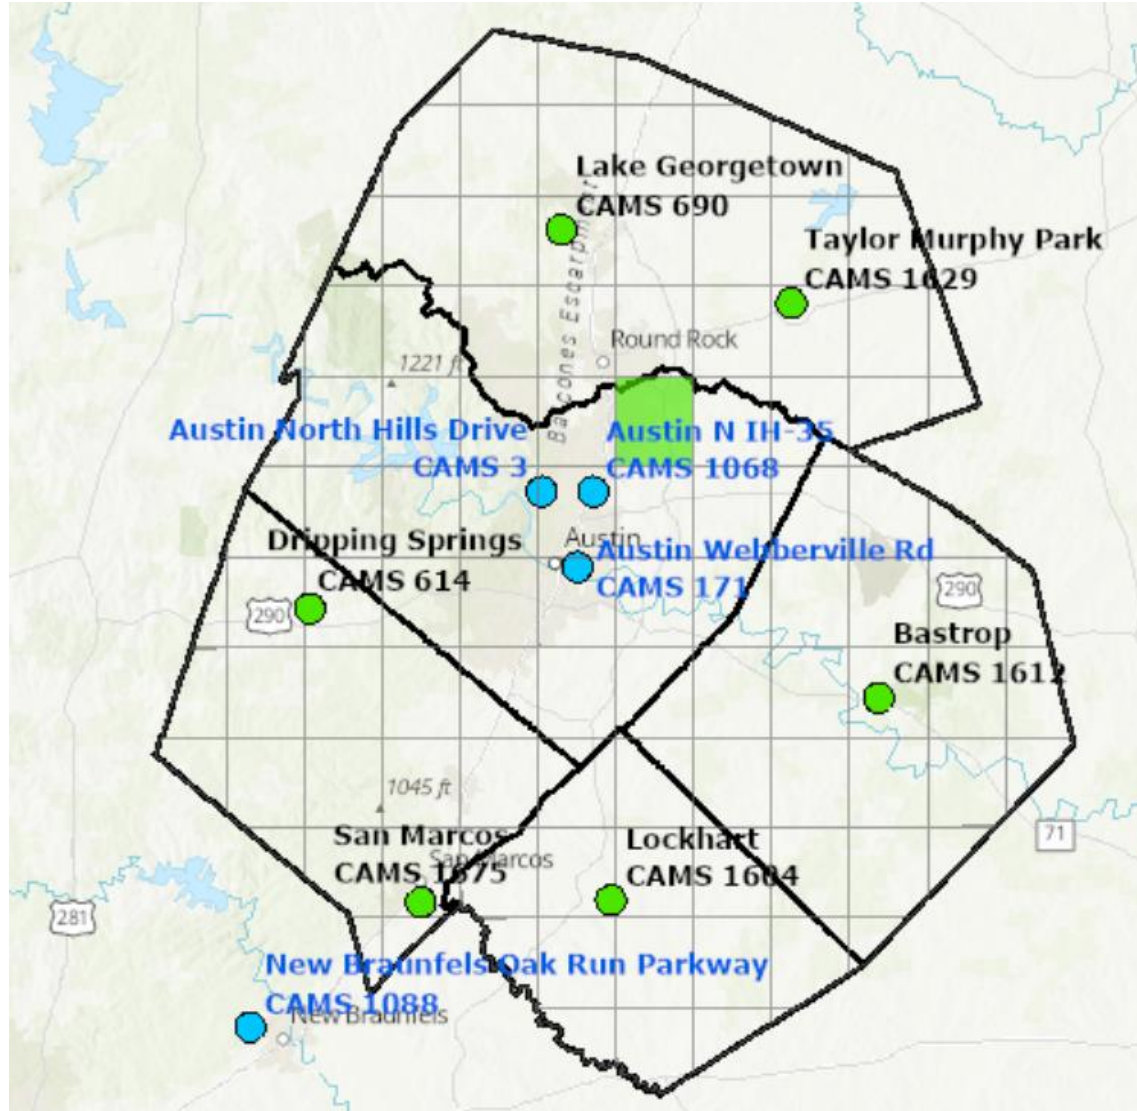 Lake Georgetown
CAMS 690
Taylor Murphy Park
CAMS 1629
Balcones Escarpment
Round Rock
1221 ft
Austin North Hills Drive
CAMS 3
Austin N IH-35
CAMS 1068
Dripping Springs
CAMS 614
Austin
Austin Webberville Rd
CAMS 171
290
290
Bastrop
CAMS 1612
1045 ft
71
San Marcos
CAMS 1675
San Marcos
Lockhart
CAMS 1604
281
New Braunfels Oak Run Parkway
CAMS 1088
New Braunfels